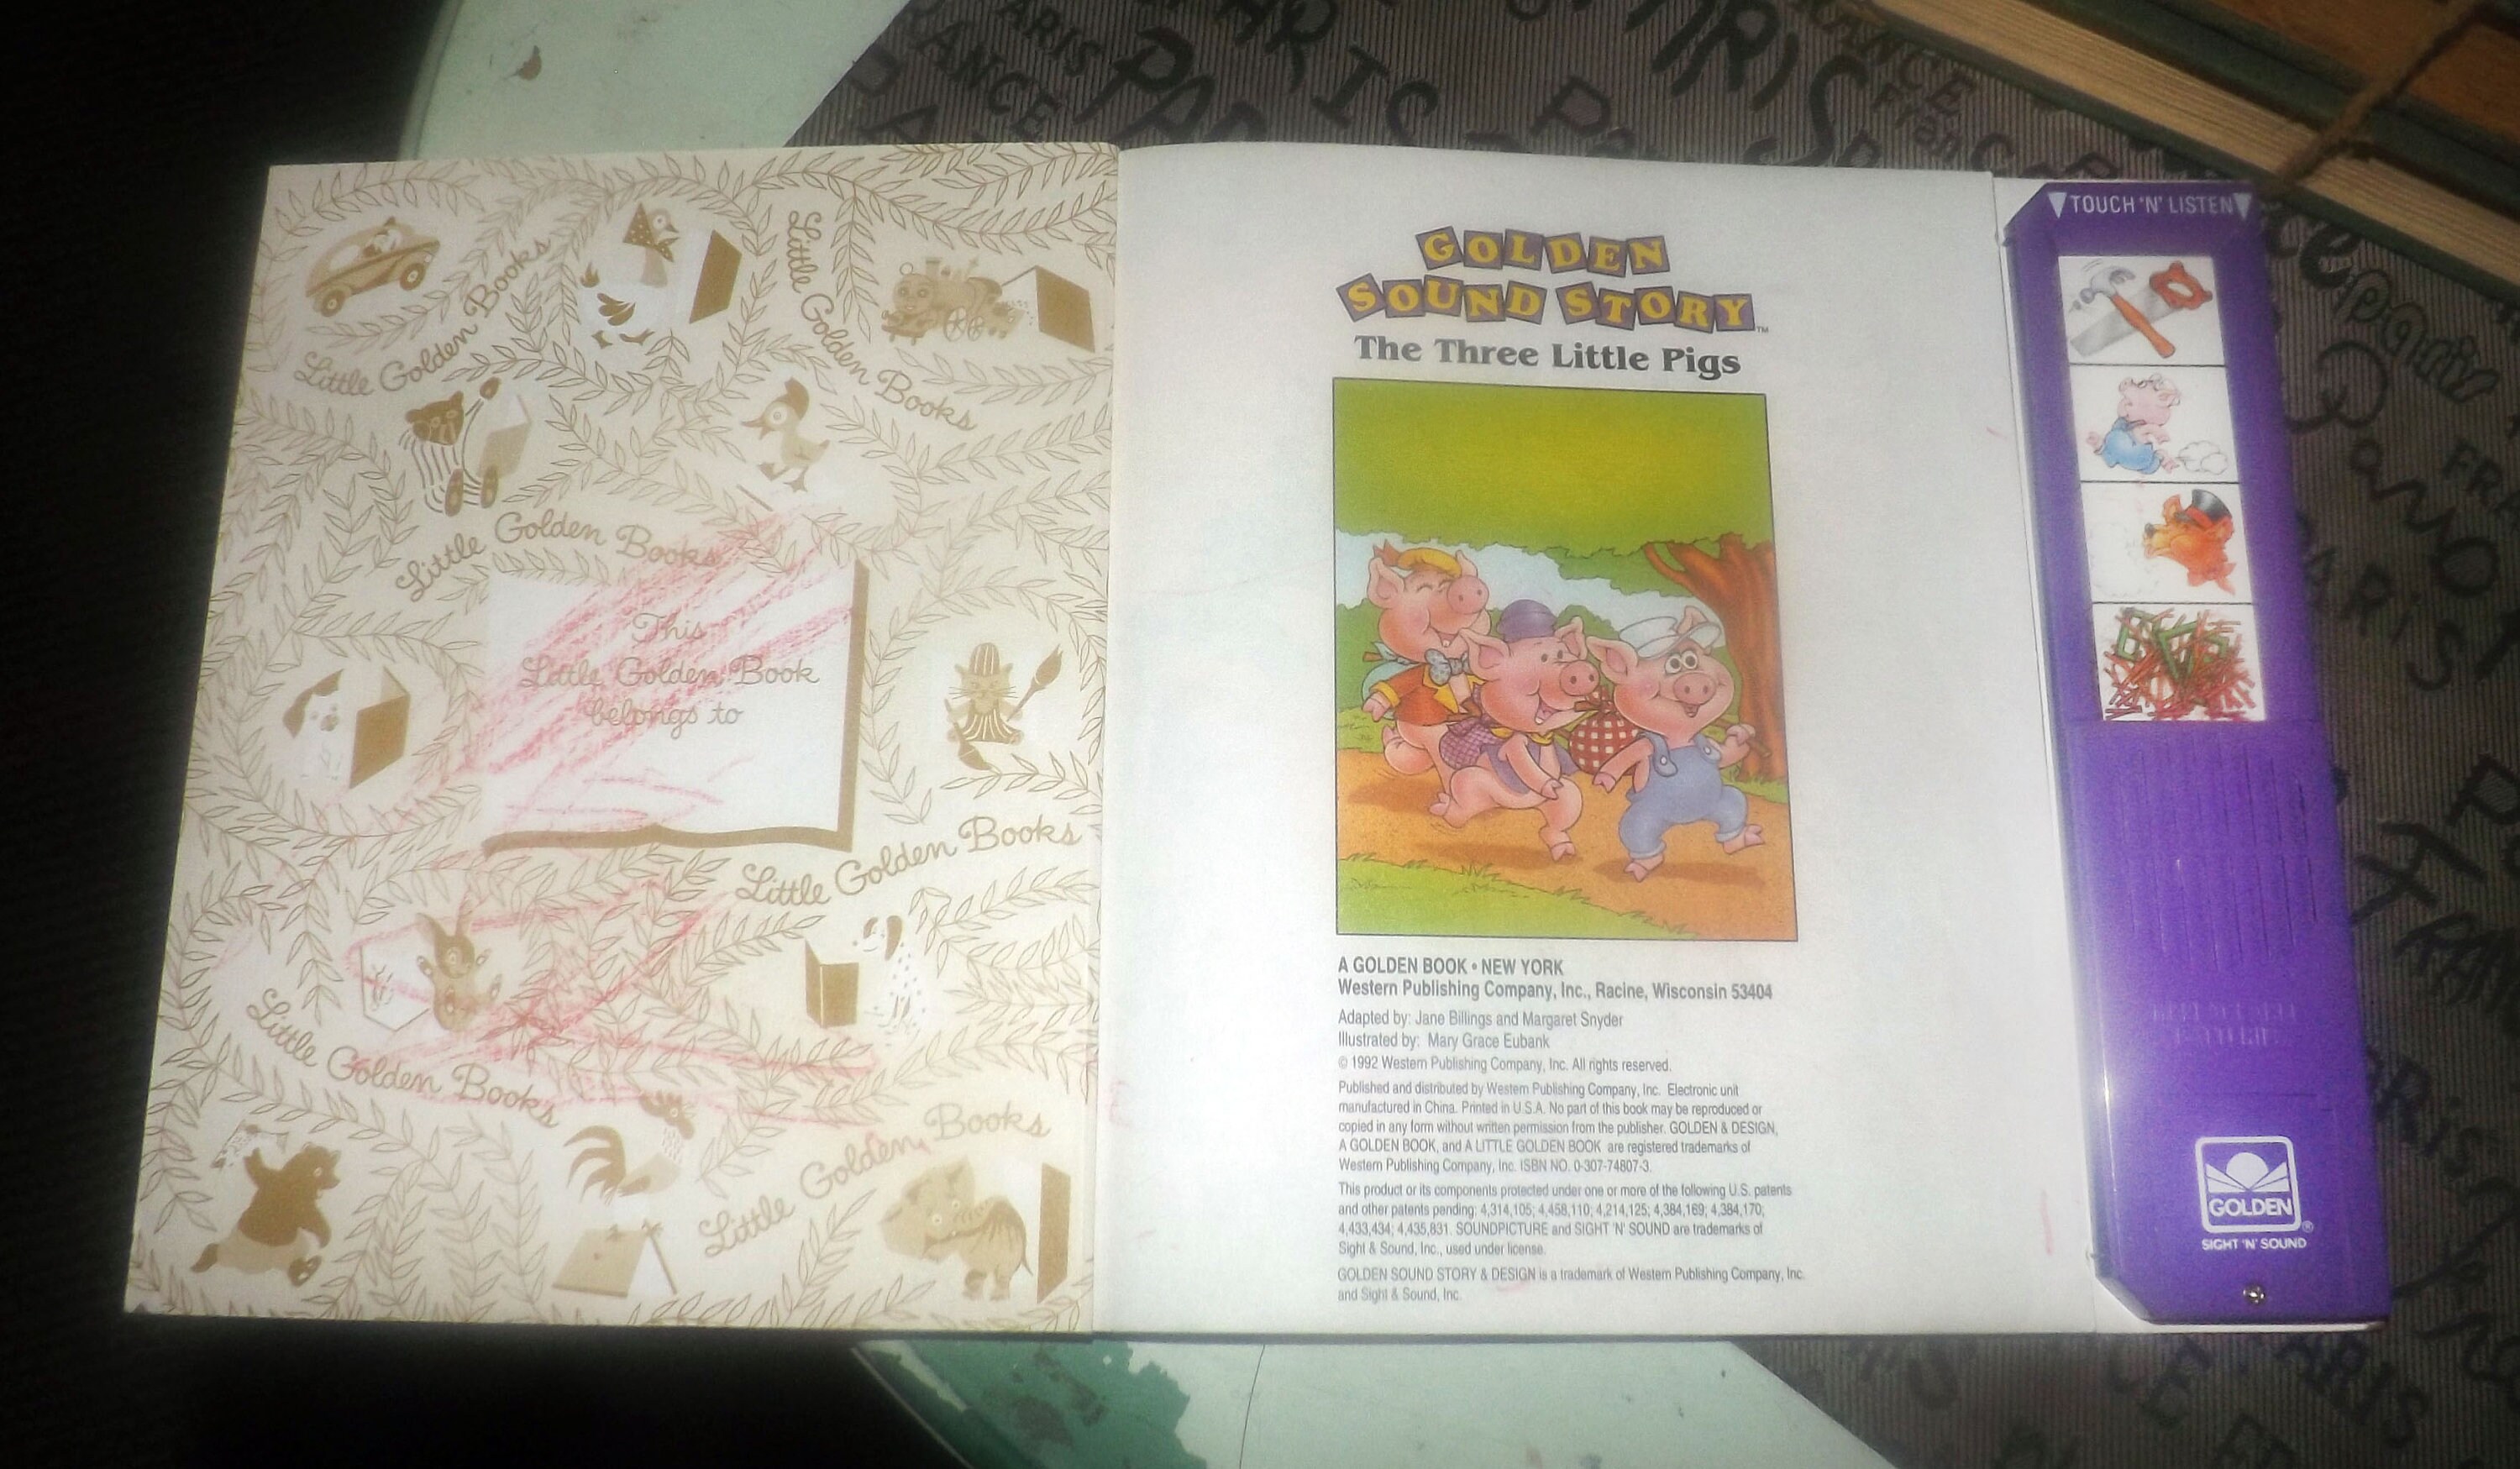 Little Golden Books
Little Golden Books
Little Golden Books
This
Little Golden Book
belongs to
Little Golden Books
Little Golden Books
Little Golden Books
GOLDEN
SOUND STORY™
The Three Little Pigs
A GOLDEN BOOK • NEW YORK
Western Publishing Company, Inc., Racine, Wisconsin 53404
Adapted by: Jane Billings and Margaret Snyder
Illustrated by: Mary Grace Eubank
© 1992 Western Publishing Company, Inc. All rights reserved.
Published and distributed by Western Publishing Company, Inc. Electronic unit
manufactured in China. Printed in U.S.A. No part of this book may be reproduced or
copied in any form without written permission from the publisher. GOLDEN & DESIGN,
A GOLDEN BOOK, and A LITTLE GOLDEN BOOK are registered trademarks of
Western Publishing Company, Inc. ISBN NO. 0-307-74807-3.
This product or its components protected under one or more of the following U.S. patents
and other patents pending: 4,314,105; 4,458,110; 4,214,125; 4,384,169; 4,384,170;
4,433,434; 4,435,831. SOUNDPICTURE and SIGHT 'N' SOUND are trademarks of
Sight & Sound, Inc., used under license.
GOLDEN SOUND STORY & DESIGN is a trademark of Western Publishing Company, Inc.
and Sight & Sound, Inc.
TOUCH 'N' LISTEN
GOLDEN®
SIGHT 'N' SOUND
PARIS
FRANCE